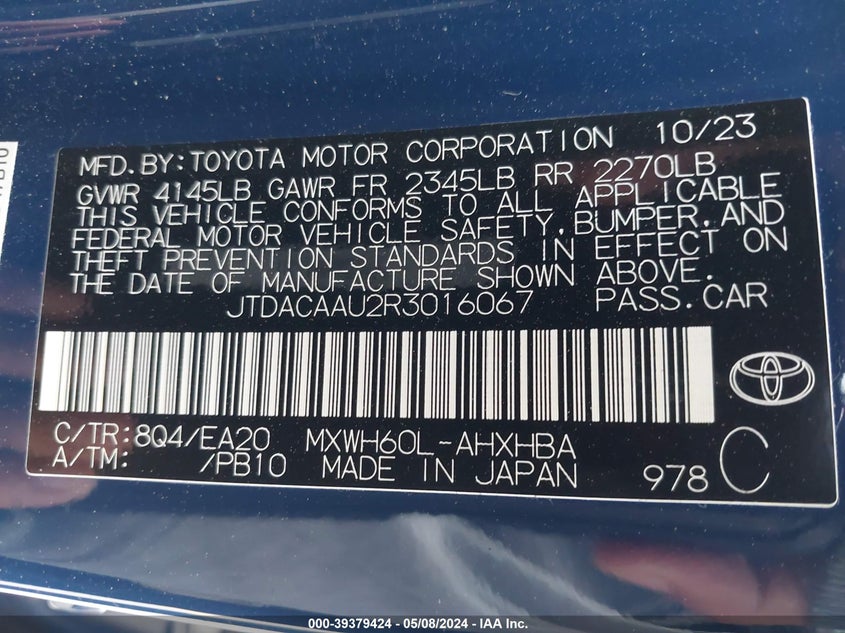 MFD.BY:TOYOTA MOTOR CORPORATION 10/23
GVWR 4145LB GAWR FR 2345LB RR 2270LB
THIS VEHICLE CONFORMS TO ALL APPLICABLE
FEDERAL MOTOR VEHICLE SAFETY,BUMPER,AND
THEFT PREVENTION STANDARDS IN EFFECT ON
THE DATE OF MANUFACTURE SHOWN ABOVE.
JTDACAAU2R3016067 PASS.CAR
C/TR:8Q4/EA20 MXWH60L-AHXHBA
A/TM: /PB10 MADE IN JAPAN 978 C
000-39379424 - 05/08/2024 - IAA Inc.